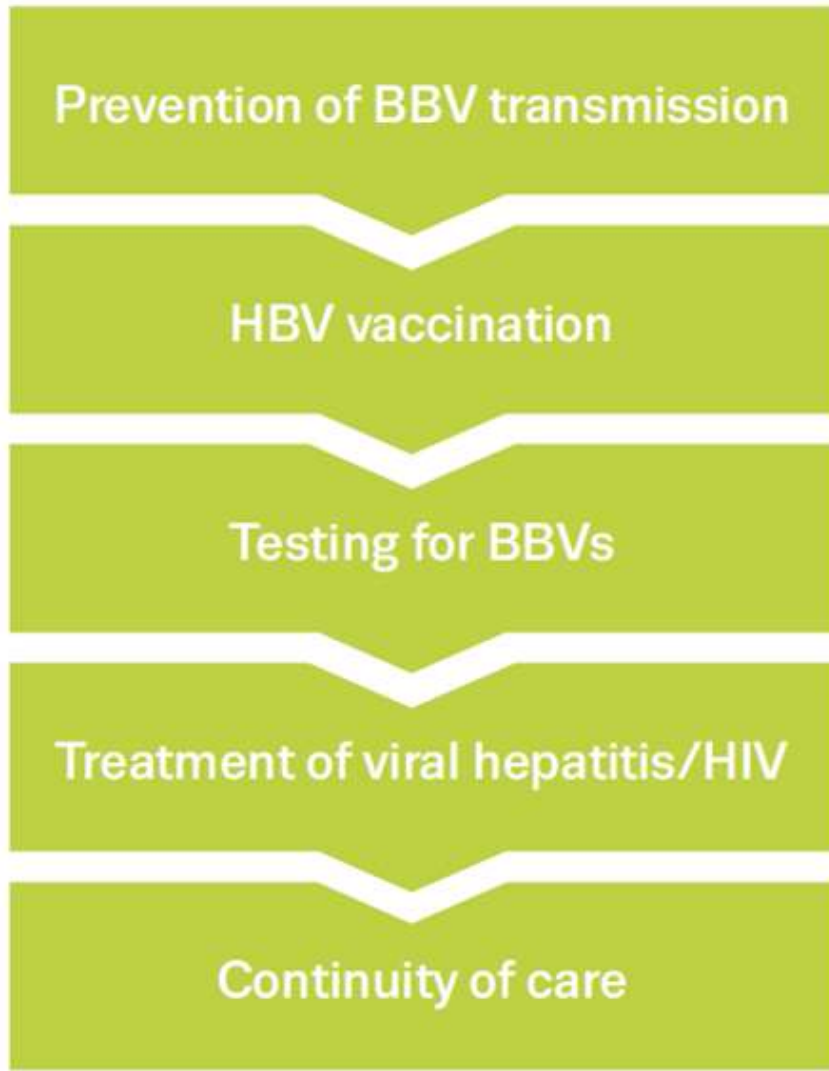 Prevention of BBV transmission
HBV vaccination
Testing for BBVs
Treatment of viral hepatitis/HIV
Continuity of care